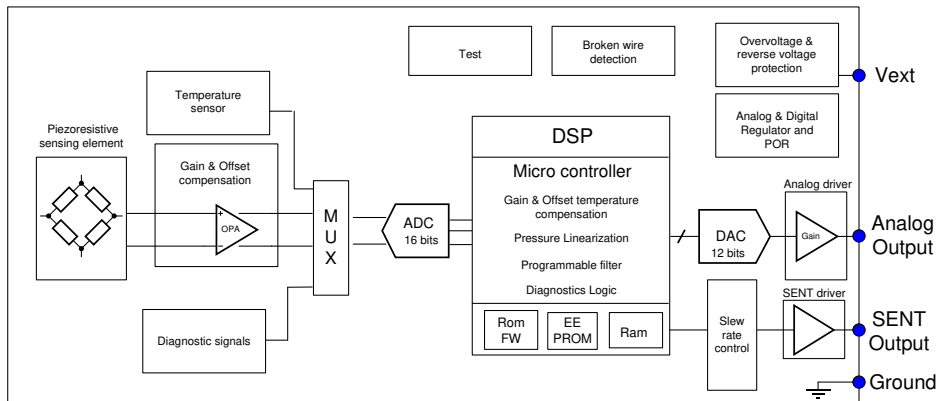 Test
Broken wire
detection
Overvoltage &
reverse voltage
protection
Vext
Temperature
sensor
Analog & Digital
Regulator and
POR
Piezoresistive
sensing element
Gain & Offset
compensation
+
OPA
−
M
U
X
ADC
16 bits
DSP
Micro controller
Gain & Offset temperature
compensation
Pressure Linearization
Programmable filter
Diagnostics Logic
Rom
FW
EE
PROM
Ram
DAC
12 bits
Analog driver
Gain
Analog
Output
Diagnostic signals
Slew
rate
control
SENT driver
SENT
Output
Ground